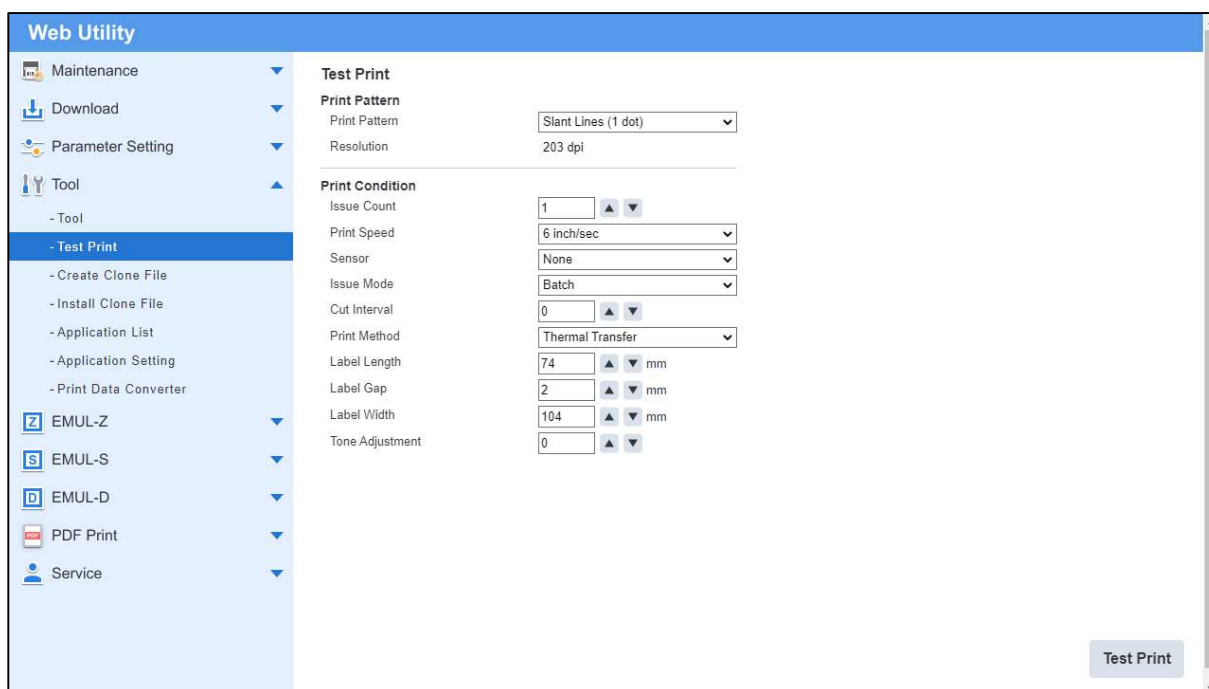 Web Utility
Maintenance
Download
Parameter Setting
Tool
- Tool
- Test Print
- Create Clone File
- Install Clone File
- Application List
- Application Setting
- Print Data Converter
Z EMUL-Z
S EMUL-S
D EMUL-D
PDF PDF Print
Service
Test Print
Print Pattern
Print Pattern Slant Lines (1 dot)
Resolution 203 dpi
Print Condition
Issue Count 1
Print Speed 6 inch/sec
Sensor None
Issue Mode Batch
Cut Interval 0
Print Method Thermal Transfer
Label Length 74 mm
Label Gap 2 mm
Label Width 104 mm
Tone Adjustment 0
Test Print